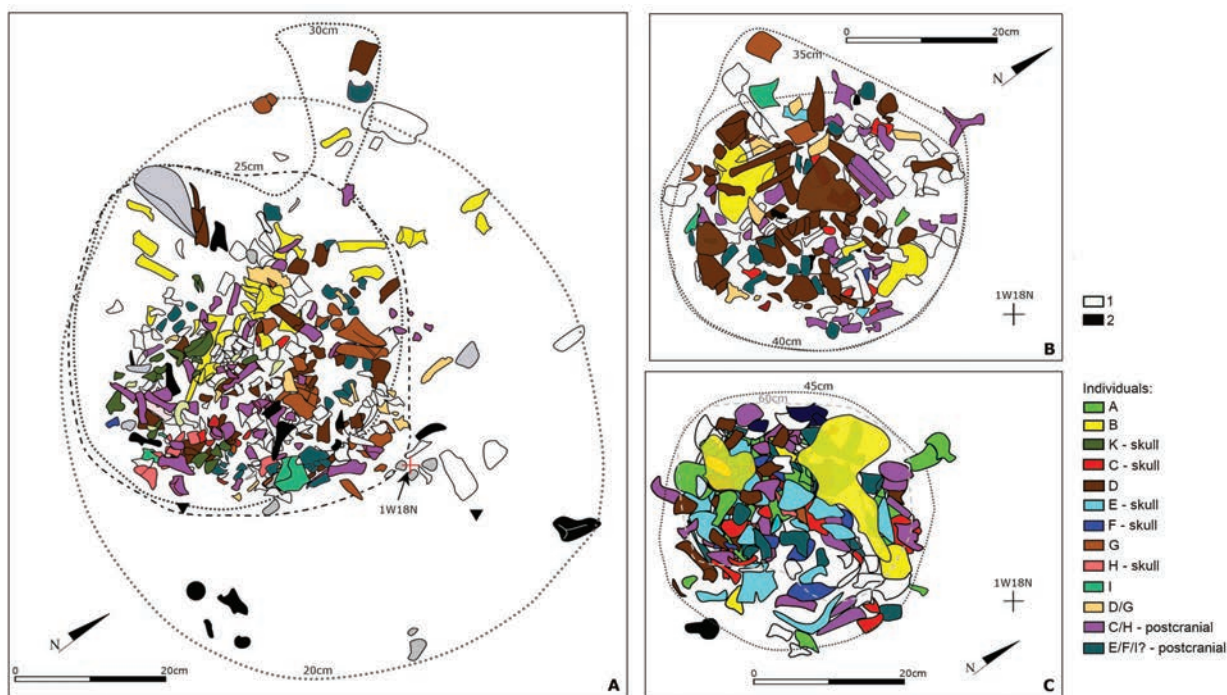 30cm
25cm
1W18N
N
0 20cm
20cm
A
0 20cm
35cm
N
1W18N
40cm
B
45cm
60cm
1W18N
N
0 20cm
C
1
2
Individuals:
A
B
K - skull
C - skull
D
E - skull
F - skull
G
H - skull
I
D/G
C/H - postcranial
E/F/I? - postcranial